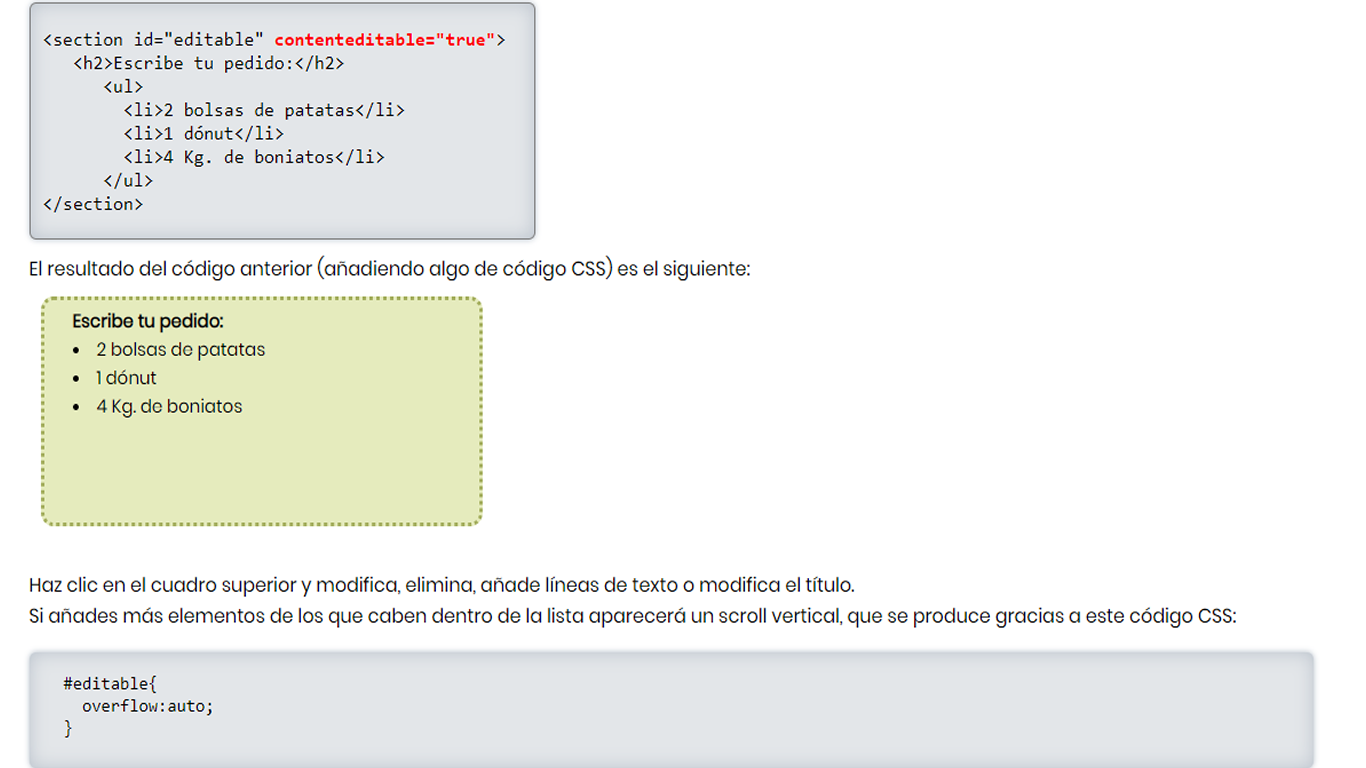 <section id="editable" contenteditable="true">
<h2>Escribe tu pedido:</h2>
<ul>
<li>2 bolsas de patatas</li>
<li>1 dónut</li>
<li>4 Kg. de boniatos</li>
</ul>
</section>
El resultado del código anterior (añadiendo algo de código CSS) es el siguiente:
Escribe tu pedido:
• 2 bolsas de patatas
• 1 dónut
• 4 Kg. de boniatos
Haz clic en el cuadro superior y modifica, elimina, añade líneas de texto o modifica el título.
Si añades más elementos de los que caben dentro de la lista aparecerá un scroll vertical, que se produce gracias a este código CSS:
#editable{
overflow:auto;
}